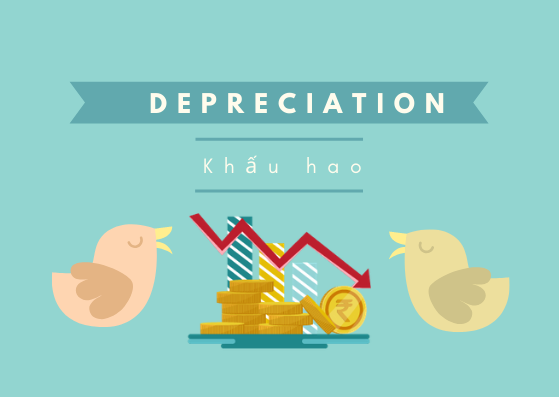 DEPRECIATION
Khấu hao
₹